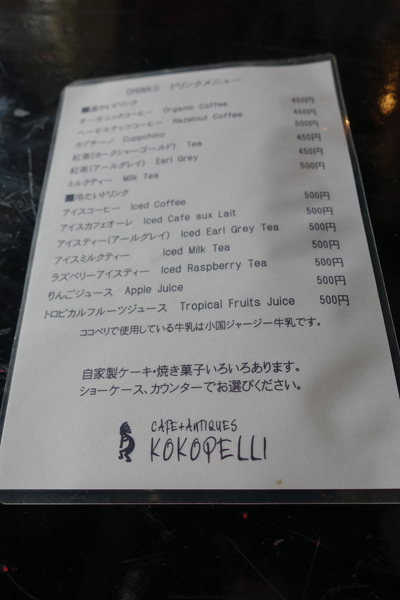 DRINKS ドリンクメニュー
■温かいドリンク
オーガニックコーヒー Organic Coffee 450円
ヘーゼルナッツコーヒー Hazelnut Coffee 450円
カプチーノ Cuppchino 500円
紅茶(ヨークシャーゴールド) Tea 450円
紅茶(アールグレイ) Earl Grey 450円
ミルクティー Milk Tea 500円
■冷たいドリンク
アイスコーヒー Iced Coffee 500円
アイスカフェオーレ Iced Cafe aux Lait 500円
アイスティー(アールグレイ) Iced Earl Grey Tea 500円
アイスミルクティー Iced Milk Tea 500円
ラズベリーアイスティー Iced Raspberry Tea 500円
りんごジュース Apple Juice 500円
トロピカルフルーツジュース Tropical Fruits Juice 500円
ココペリで使用している牛乳は小国ジャージー牛乳です。
自家製ケーキ・焼き菓子いろいろあります。
ショーケース、カウンターでお選びください。
CAFE+ANTIQUES
KOKOPELLI